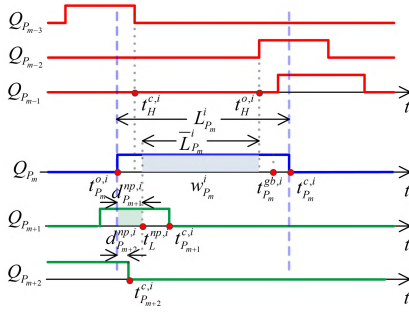 Q_{P_{m-3}}
Q_{P_{m-2}}
Q_{P_{m-1}}
t_H^{c,i} t_H^{o,i} t
L_{P_m}^i
\overline{L}_{P_m}^i
Q_{P_m}
t_{P_m}^{o,i} w_{P_m}^i t_{P_m}^{gb,i} t_{P_m}^{c,i} t
d_{P_{m+1}}^{np,i}
Q_{P_{m+1}}
d_{P_{m+2}}^{np,i} t_L^{np,i} t_{P_{m+1}}^{c,i} t
Q_{P_{m+2}}
t_{P_{m+2}}^{c,i} t